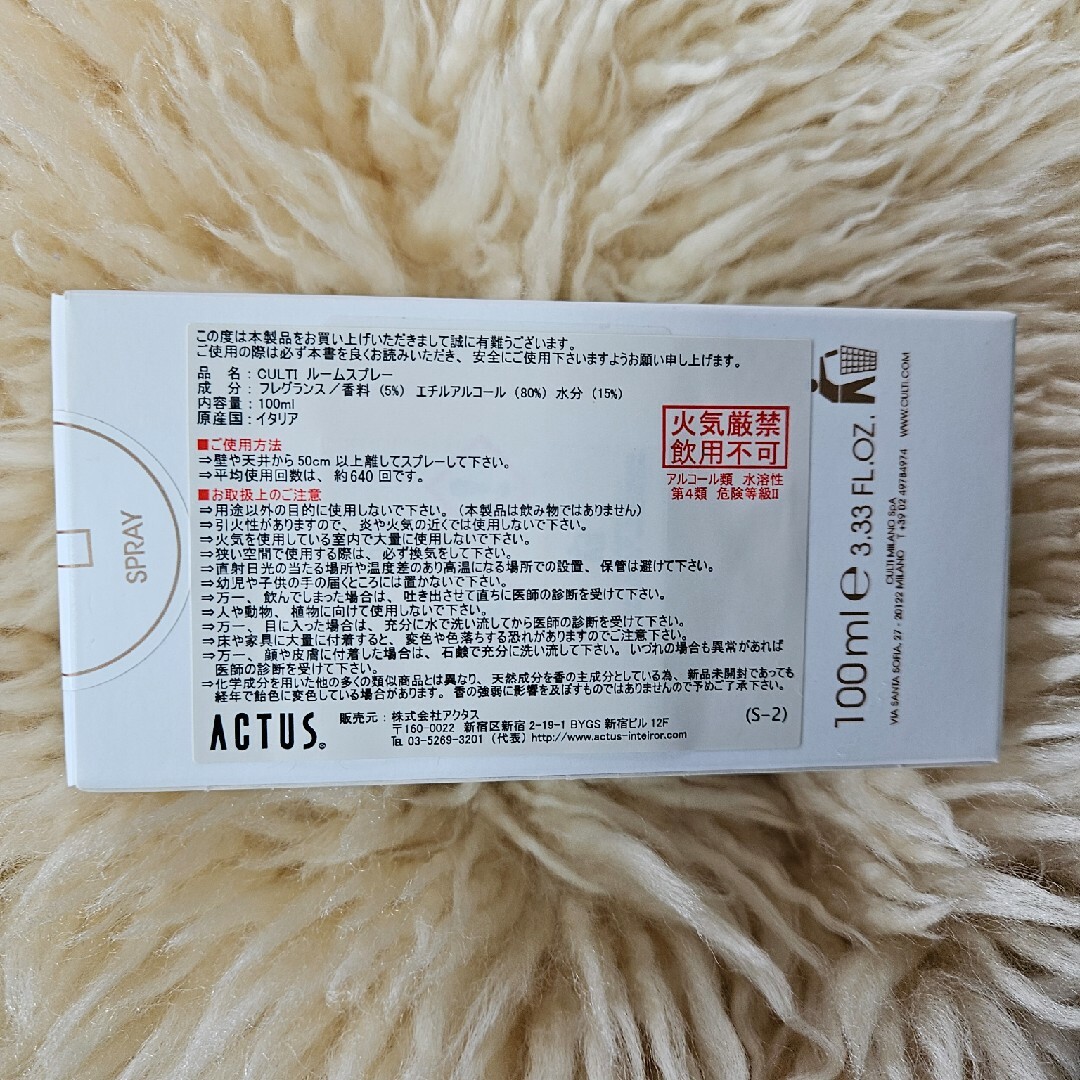 この度は本製品をお買い上げいただきまして誠に有難うございます。
ご使用の際は必ず本書を良くお読みいただき、安全にご使用下さいますようお願い申し上げます。
品　名：CULTI ルームスプレー
成　分：フレグランス／香料（5%）エチルアルコール（80%）水分（15%）
内容量：100ml
原産国：イタリア
火気厳禁
飲用不可
アルコール類 水溶性
第4類 危険等級II
■ご使用方法
⇒壁や天井から50cm以上離してスプレーして下さい。
⇒平均使用回数は、約640回です。
■お取扱上のご注意
⇒用途以外の目的に使用しないで下さい。（本製品は飲み物ではありません）
⇒引火性がありますので、炎や火気の近くでは使用しないで下さい。
⇒火気を使用している室内で大量に使用しないで下さい。
⇒狭い空間で使用する際は、必ず換気をして下さい。
⇒直射日光の当たる場所や温度差のあり高温になる場所での設置、保管は避けて下さい。
⇒幼児や子供の手の届くところには置かないで下さい。
⇒万一、飲んでしまった場合は、吐き出させて直ちに医師の診断を受けて下さい。
⇒人や動物、植物に向けて使用しないで下さい。
⇒万一、目に入った場合は、充分に水で洗い流してから医師の診断を受けて下さい。
⇒床や家具に大量に付着すると、変色や色落ちする恐れがありますのでご注意下さい。
⇒万一、顔や皮膚に付着した場合は、石鹸で充分に洗い流して下さい。いづれの場合も異常があれば
医師の診断を受けて下さい。
⇒化学成分を用いた他の多くの類似商品とは異なり、天然成分を香の主成分としている為、新品未開封であっても
経年で飴色に変色している場合があります。香の強弱に影響を及ぼすものではありませんので予めご了承下さい。
ACTUS®
販売元：株式会社アクタス
〒160-0022 新宿区新宿2-19-1 BYGS新宿ビル12F
℡ 03-5269-3201（代表）http://www.actus-inteiror.com
(S-2)
SPRAY
100ml ℮ 3.33 FL.OZ.
CULTI MILANO SpA
VIA SANTA SOFIA, 27 - 20122 MILANO T +39 02 49784974 WWW.CULTI.COM